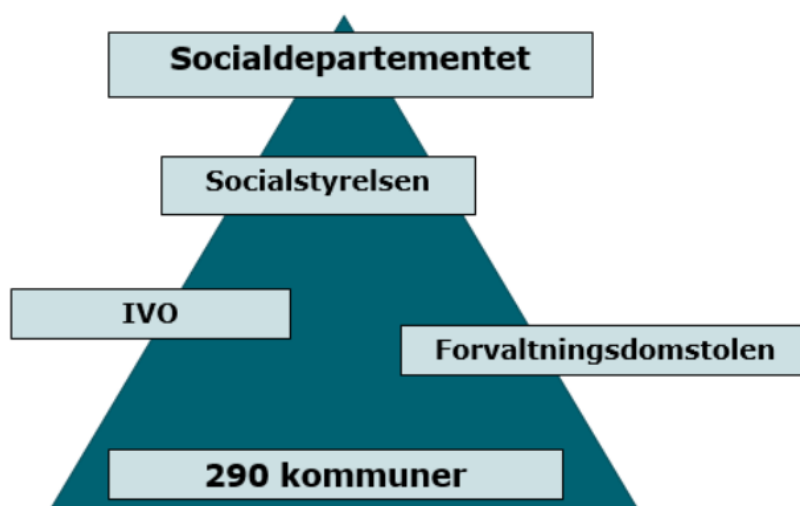 Socialdepartementet
Socialstyrelsen
IVO
Forvaltningsdomstolen
290 kommuner